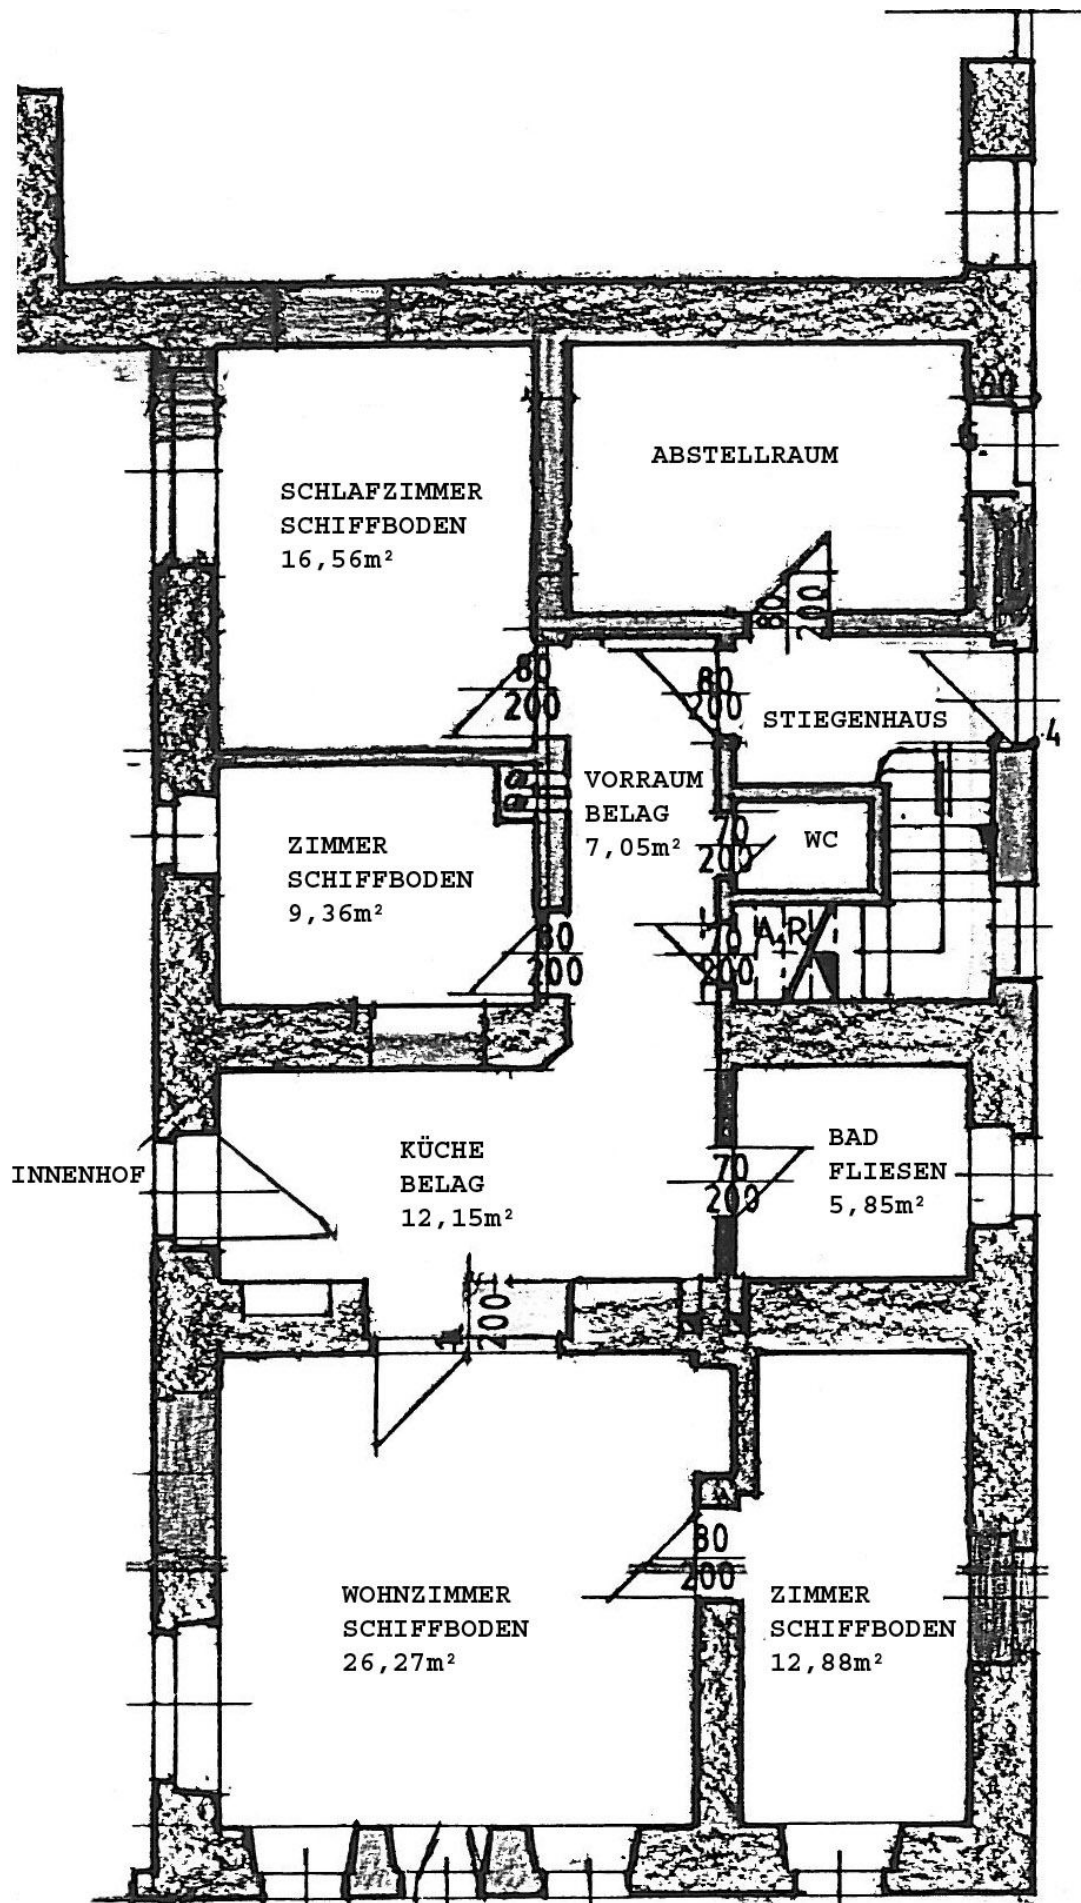 60
ABSTELLRAUM
SCHLAFZIMMER
SCHIFFBODEN
16,56m²
80
200
80
200
80
200
STIEGENHAUS
4
VORRAUM
BELAG
7,05m²
70
200
WC
ZIMMER
SCHIFFBODEN
9,36m²
80
200
70
200
A.R.
KÜCHE
BELAG
12,15m²
INNENHOF
70
200
BAD
FLIESEN
5,85m²
200
80
200
WOHNZIMMER
SCHIFFBODEN
26,27m²
ZIMMER
SCHIFFBODEN
12,88m²